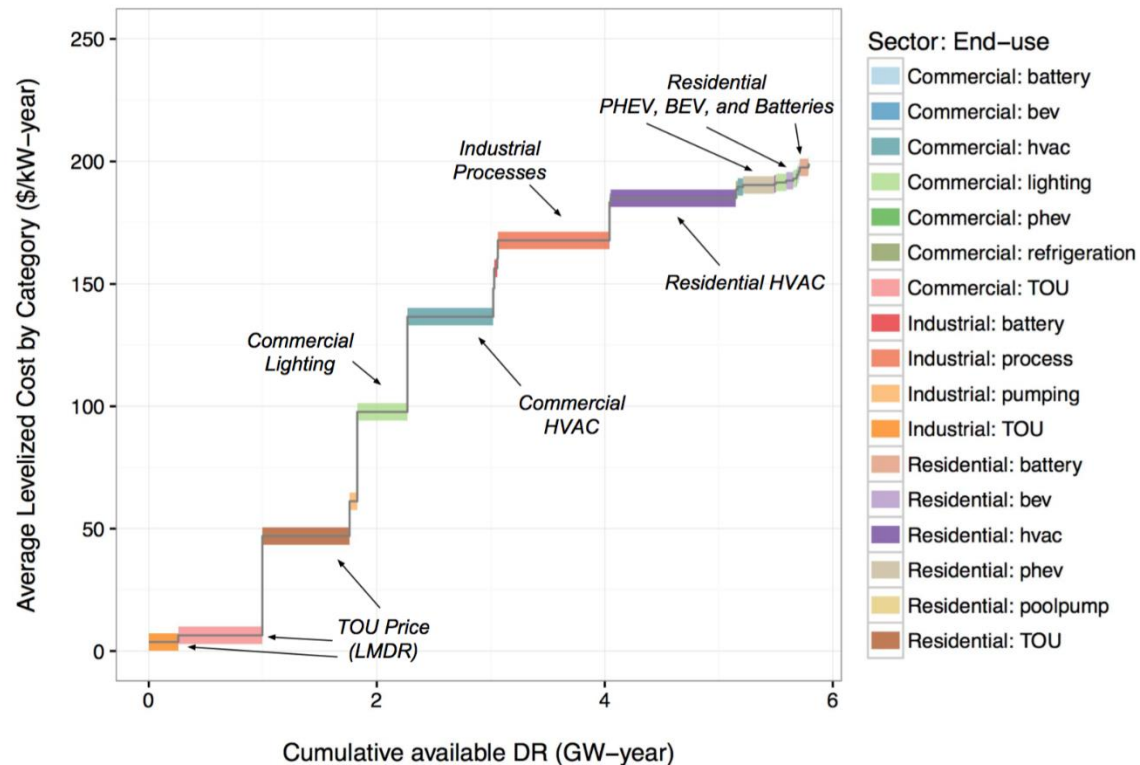 Average Levelized Cost by Category ($/kW−year)
250
200
150
100
50
0
0
2
4
6
Cumulative available DR (GW−year)
Residential
PHEV, BEV, and Batteries
Industrial
Processes
Residential HVAC
Commercial
Lighting
Commercial
HVAC
TOU Price
(LMDR)
Sector: End−use
Commercial: battery
Commercial: bev
Commercial: hvac
Commercial: lighting
Commercial: phev
Commercial: refrigeration
Commercial: TOU
Industrial: battery
Industrial: process
Industrial: pumping
Industrial: TOU
Residential: battery
Residential: bev
Residential: hvac
Residential: phev
Residential: poolpump
Residential: TOU